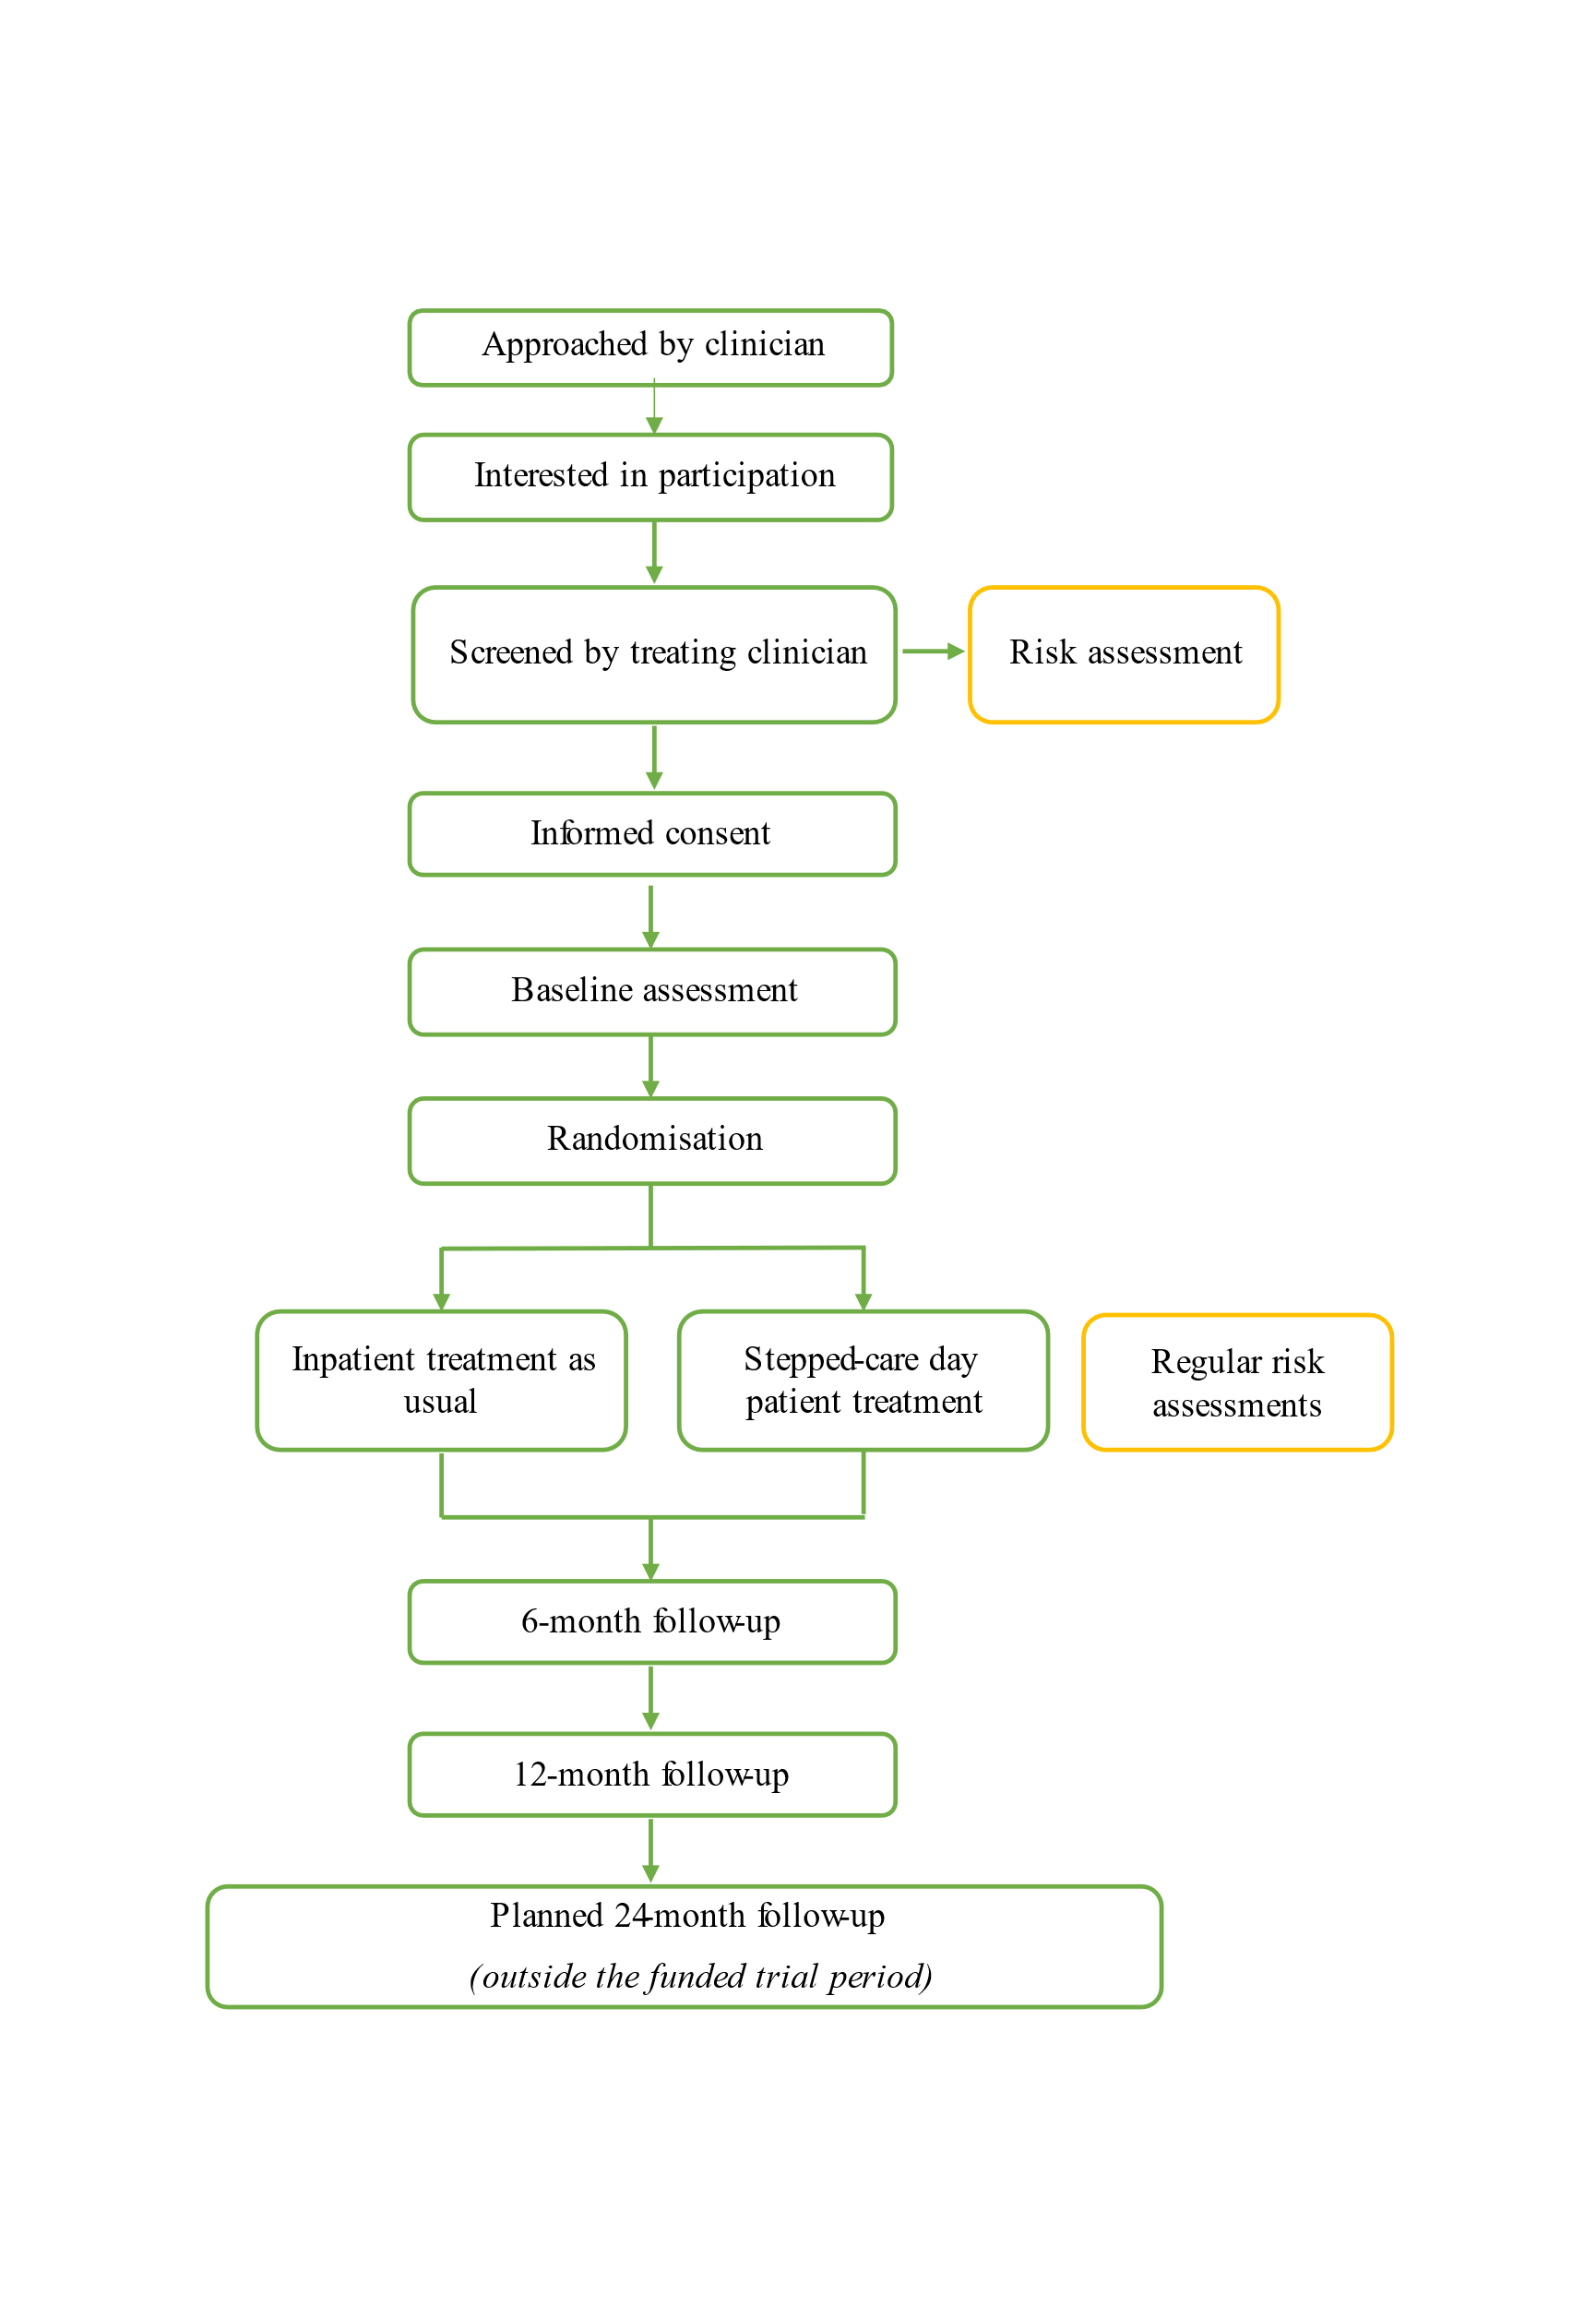 Approached by clinician
Interested in participation
Screened by treating clinician
Risk assessment
Informed consent
Baseline assessment
Randomisation
Inpatient treatment as
usual
Stepped-care day
patient treatment
Regular risk
assessments
6-month follow-up
12-month follow-up
Planned 24-month follow-up
(outside the funded trial period)